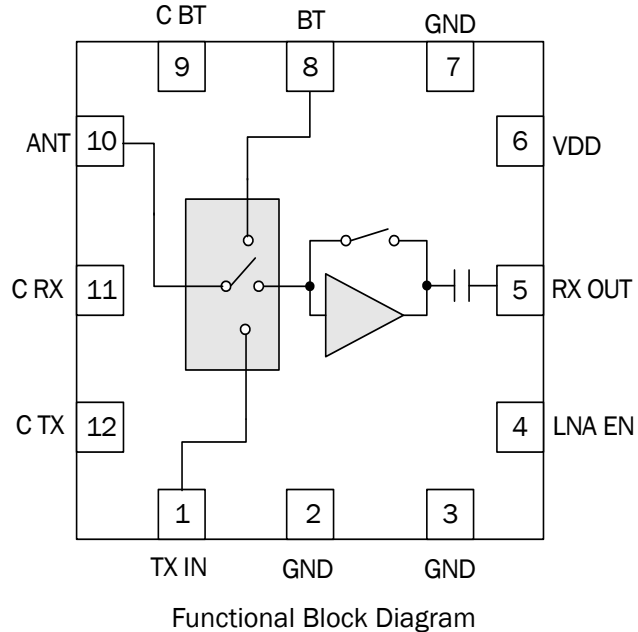 C BT
BT
GND
9
8
7
ANT
10
6
VDD
C RX
11
5
RX OUT
C TX
12
4
LNA EN
1
2
3
TX IN
GND
GND
Functional Block Diagram